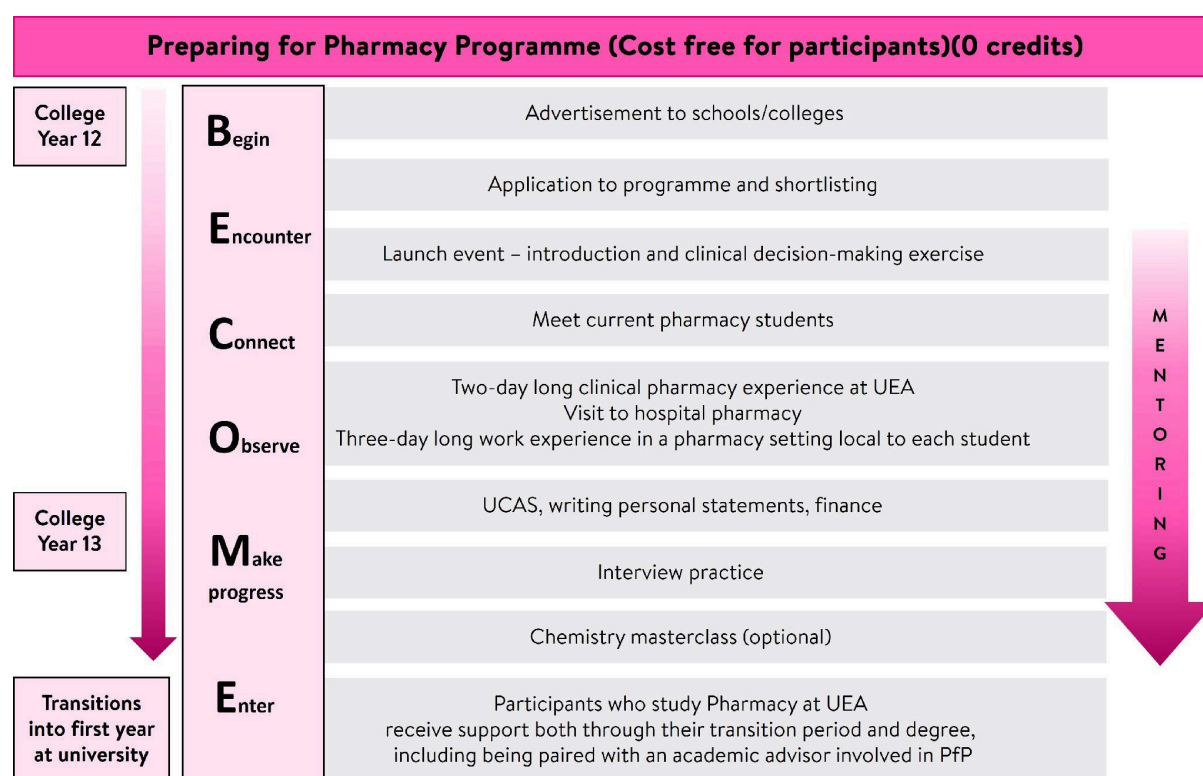 Preparing for Pharmacy Programme (Cost free for participants)(0 credits)
College
Year 12
Begin
Advertisement to schools/colleges
Application to programme and shortlisting
Encounter
Launch event – introduction and clinical decision-making exercise
Connect
Meet current pharmacy students
Two-day long clinical pharmacy experience at UEA
Visit to hospital pharmacy
Observe
Three-day long work experience in a pharmacy setting local to each student
College
Year 13
UCAS, writing personal statements, finance
Make
progress
Interview practice
Chemistry masterclass (optional)
Transitions
into first year
at university
Enter
Participants who study Pharmacy at UEA
receive support both through their transition period and degree,
including being paired with an academic advisor involved in PfP
M
E
N
T
O
R
I
N
G